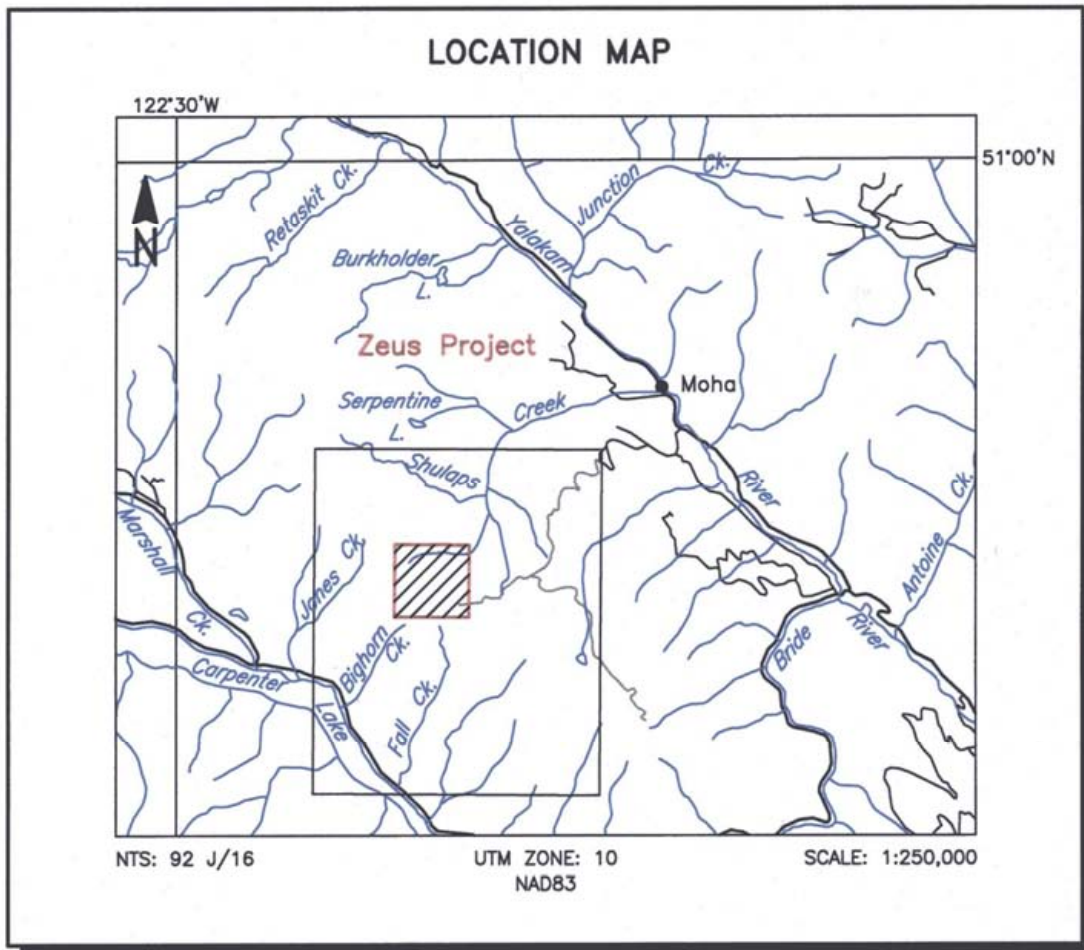 LOCATION MAP
122°30'W
51°00'N
N
Retaskit Ck.
Junction Ck.
Yalakam
Burkholder
L.
Zeus Project
Moha
Serpentine
L.
Creek
Shulaps
River
Antoine Ck.
Marshall
Ck.
Jones Ck.
Bighorn
Ck.
Fall Ck.
Carpenter
Lake
Bride
River
NTS: 92 J/16
UTM ZONE: 10
NAD83
SCALE: 1:250,000